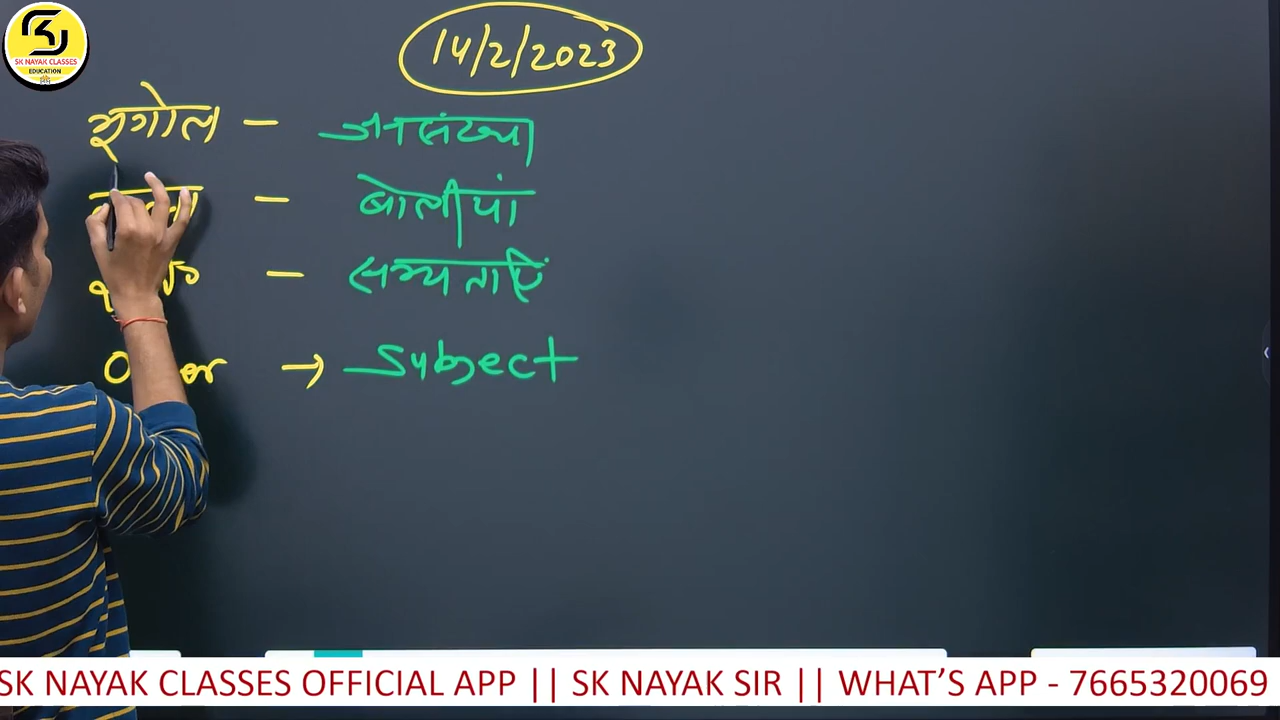 SK NAYAK CLASSES
EDUCATION
14/2/2023
भूगोल - जनसंख्या
- बोलीयां
- सभ्यताएं
→ Subject
SK NAYAK CLASSES OFFICIAL APP || SK NAYAK SIR || WHAT'S APP - 7665320069